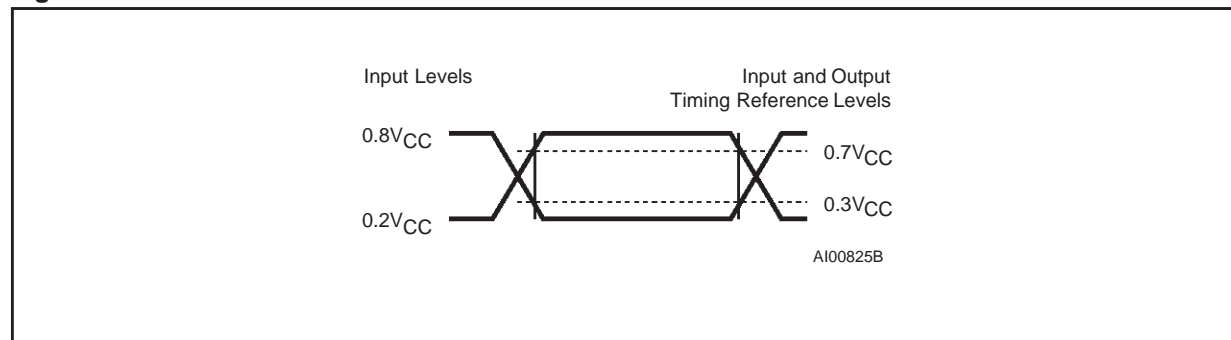 Input Levels
Input and Output
Timing Reference Levels
0.8VCC
0.7VCC
0.3VCC
0.2VCC
AI00825B